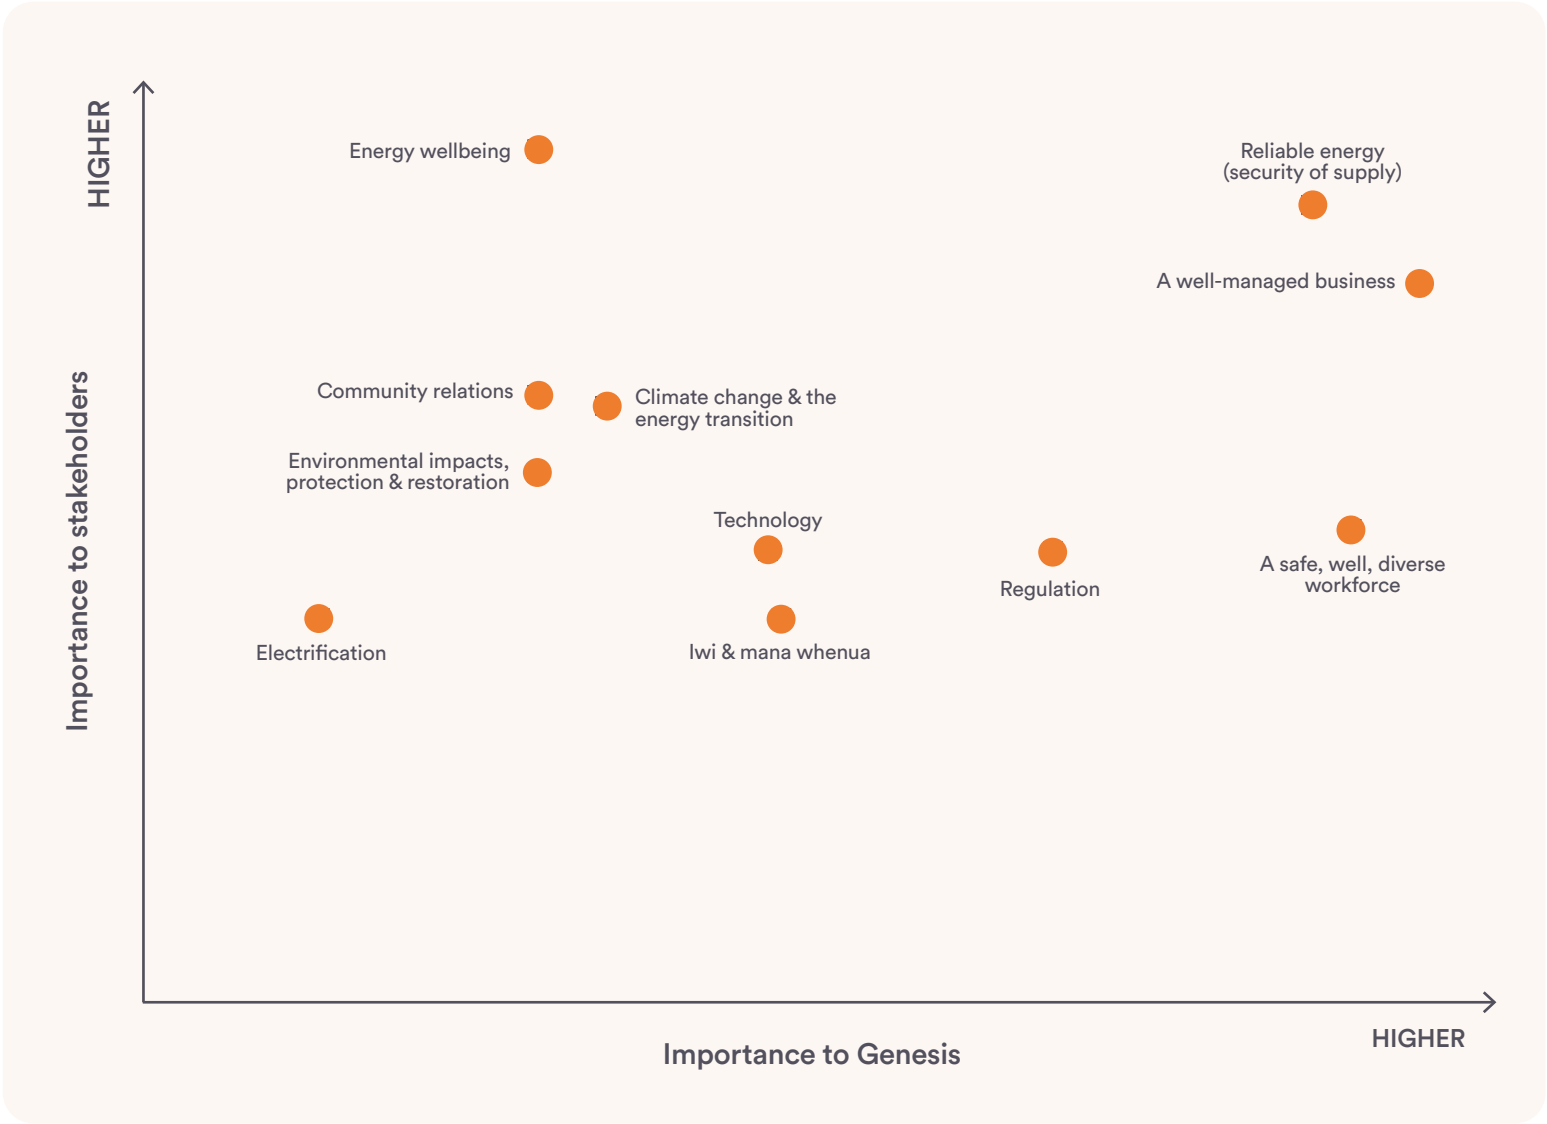 HIGHER
Importance to stakeholders
Energy wellbeing
Reliable energy
(security of supply)
A well-managed business
Community relations
Climate change & the
energy transition
Environmental impacts,
protection & restoration
Technology
Regulation
A safe, well, diverse
workforce
Electrification
Iwi & mana whenua
HIGHER
Importance to Genesis